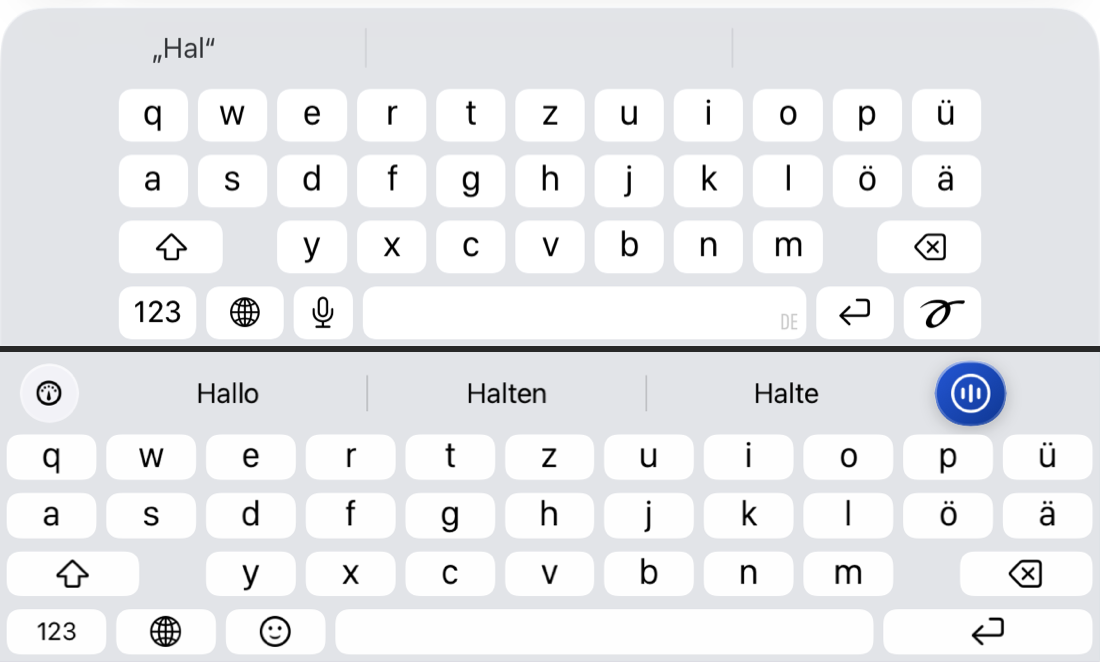 „Hal“
q w e r t z u i o p ü
a s d f g h j k l ö ä
y x c v b n m
123 DE
Hallo Halten Halte
q w e r t z u i o p ü
a s d f g h j k l ö ä
y x c v b n m
123